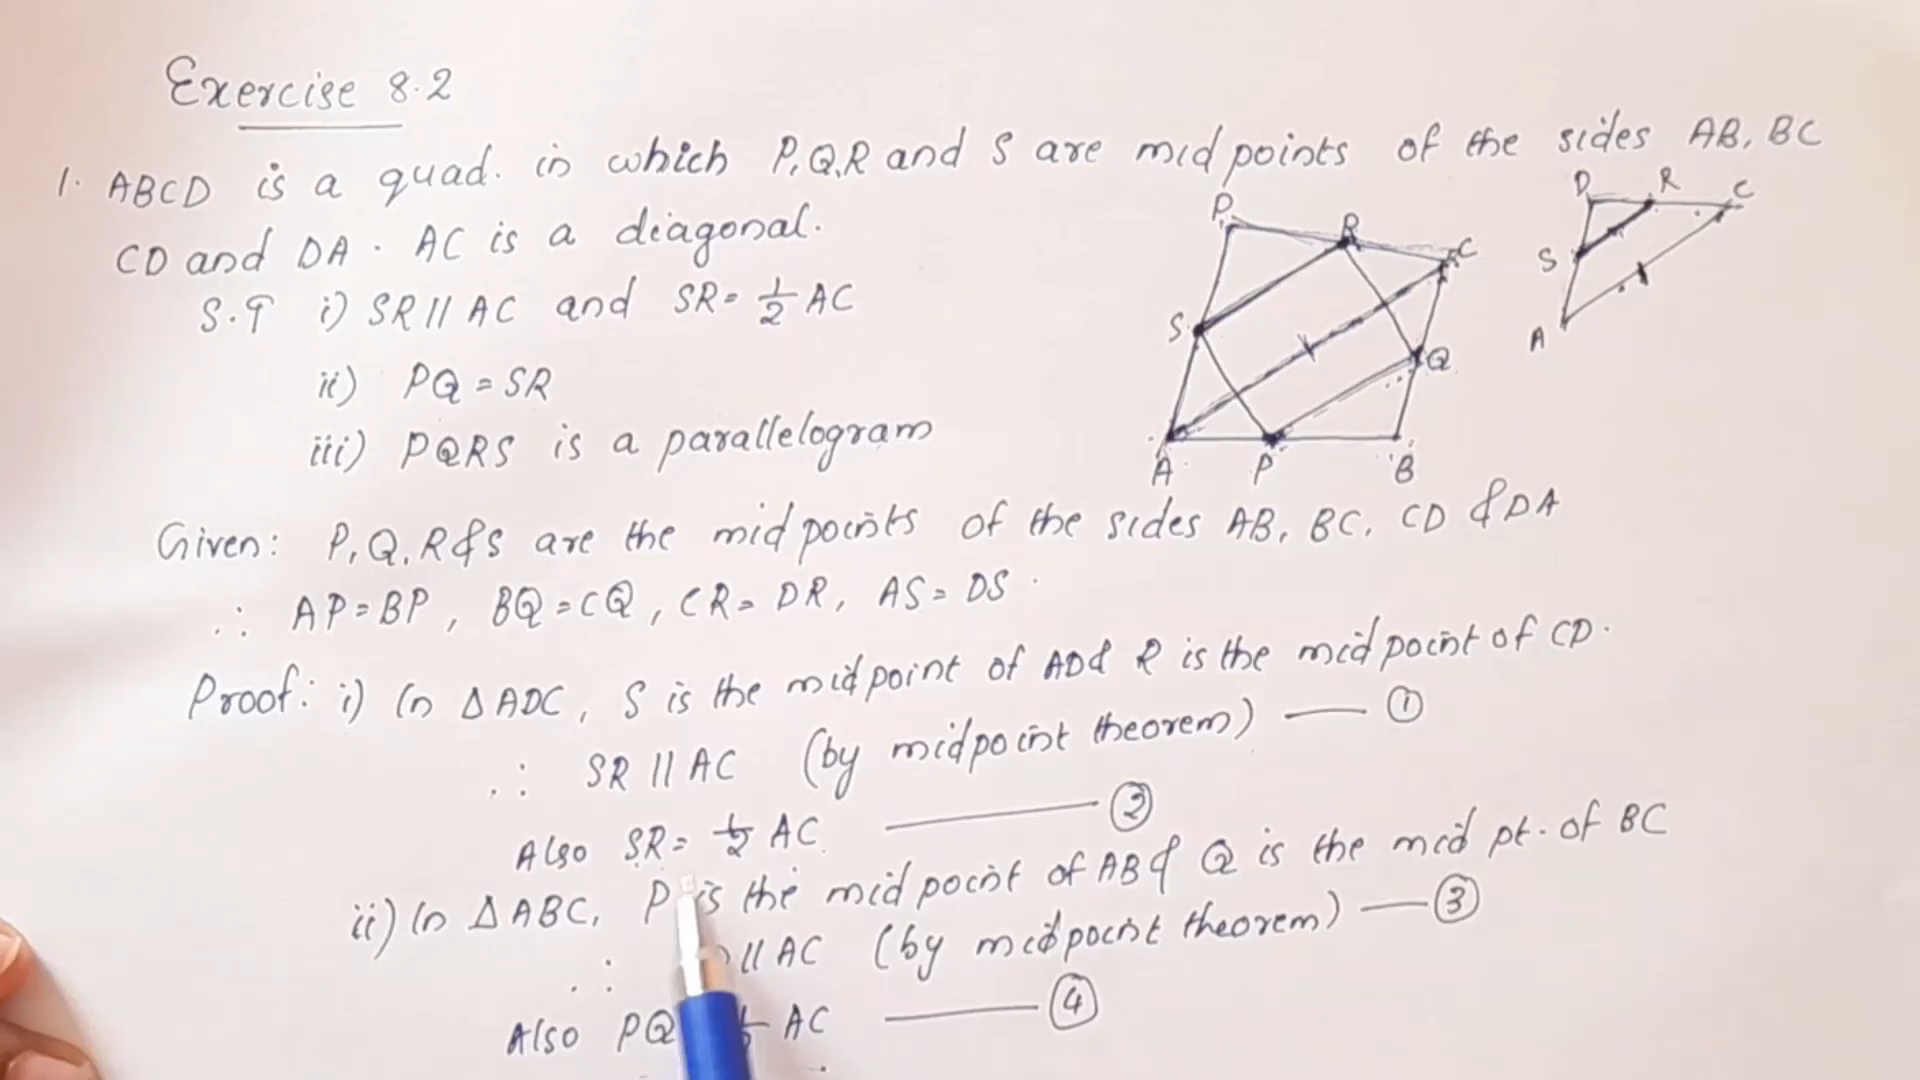 Exercise 8.2
1. ABCD is a quad. in which P,Q,R and S are midpoints of the sides AB, BC
CD and DA. AC is a diagonal.
S.T i) SR || AC and SR = 1/2 AC
ii) PQ = SR
iii) PQRS is a parallelogram
D R C
S
A
R C
S Q
A P B
Given: P, Q, R & S are the midpoints of the sides AB, BC, CD & DA
∴ AP = BP, BQ = CQ, CR = DR, AS = DS.
Proof: i) In △ADC, S is the midpoint of AD & R is the midpoint of CD.
∴ SR || AC (by midpoint theorem) — ①
Also SR = 1/2 AC — ②
ii) In △ABC, P is the midpoint of AB & Q is the mid pt. of BC
∴ || AC (by midpoint theorem) — ③
Also PQ AC — ④